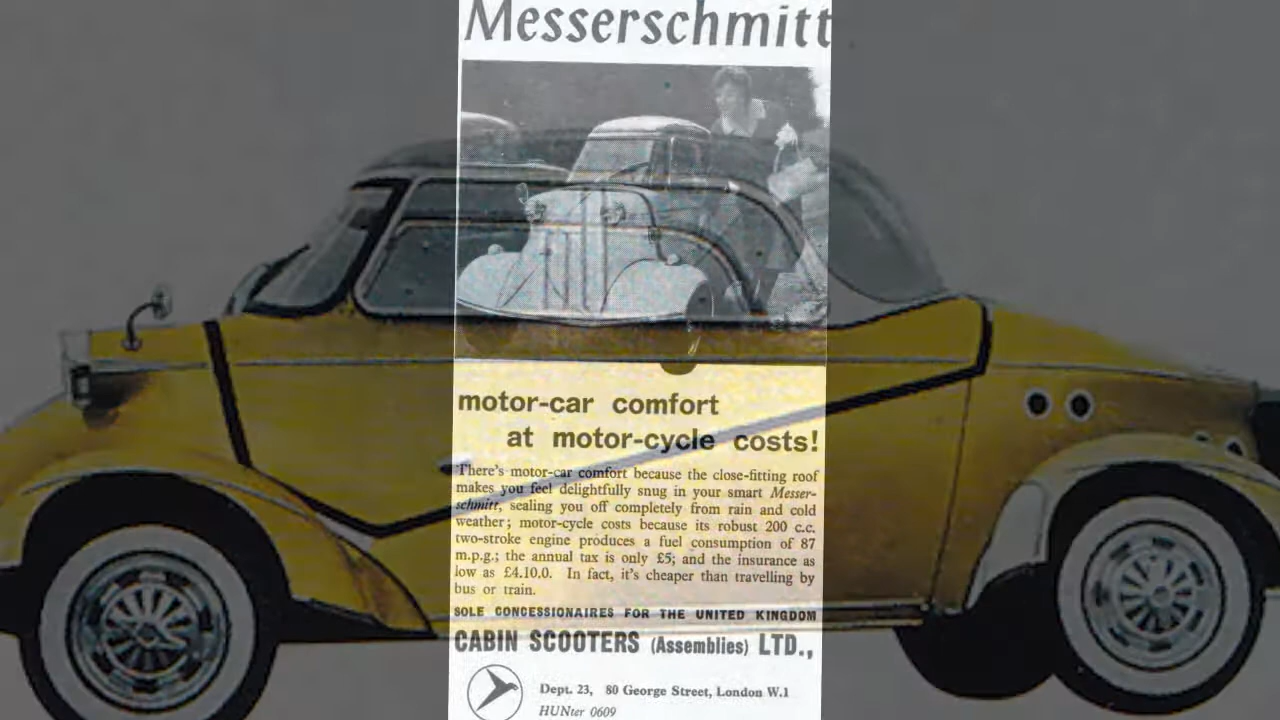 Messerschmitt
motor-car comfort
at motor-cycle costs!
There's motor-car comfort because the close-fitting roof
makes you feel delightfully snug in your smart Messer-
schmitt, sealing you off completely from rain and cold
weather; motor-cycle costs because its robust 200 c.c.
two-stroke engine produces a fuel consumption of 87
m.p.g.; the annual tax is only £5; and the insurance as
low as £4.10.0. In fact, it's cheaper than travelling by
bus or train.
SOLE CONCESSIONAIRES FOR THE UNITED KINGDOM
CABIN SCOOTERS (Assemblies) LTD.,
Dept. 23, 80 George Street, London W.1
HUNter 0609